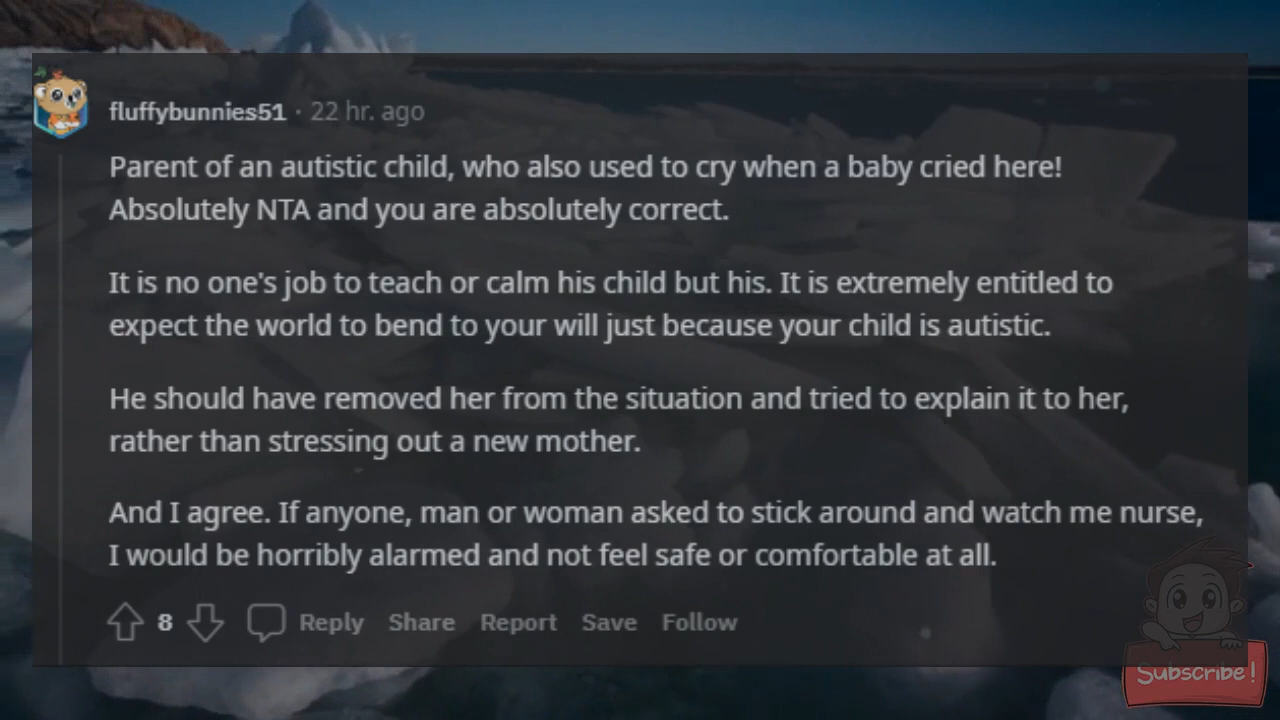 fluffybunnies51 · 22 hr. ago
Parent of an autistic child, who also used to cry when a baby cried here!
Absolutely NTA and you are absolutely correct.
It is no one's job to teach or calm his child but his. It is extremely entitled to
expect the world to bend to your will just because your child is autistic.
He should have removed her from the situation and tried to explain it to her,
rather than stressing out a new mother.
And I agree. If anyone, man or woman asked to stick around and watch me nurse,
I would be horribly alarmed and not feel safe or comfortable at all.
8 Reply Share Report Save Follow
Subscribe!